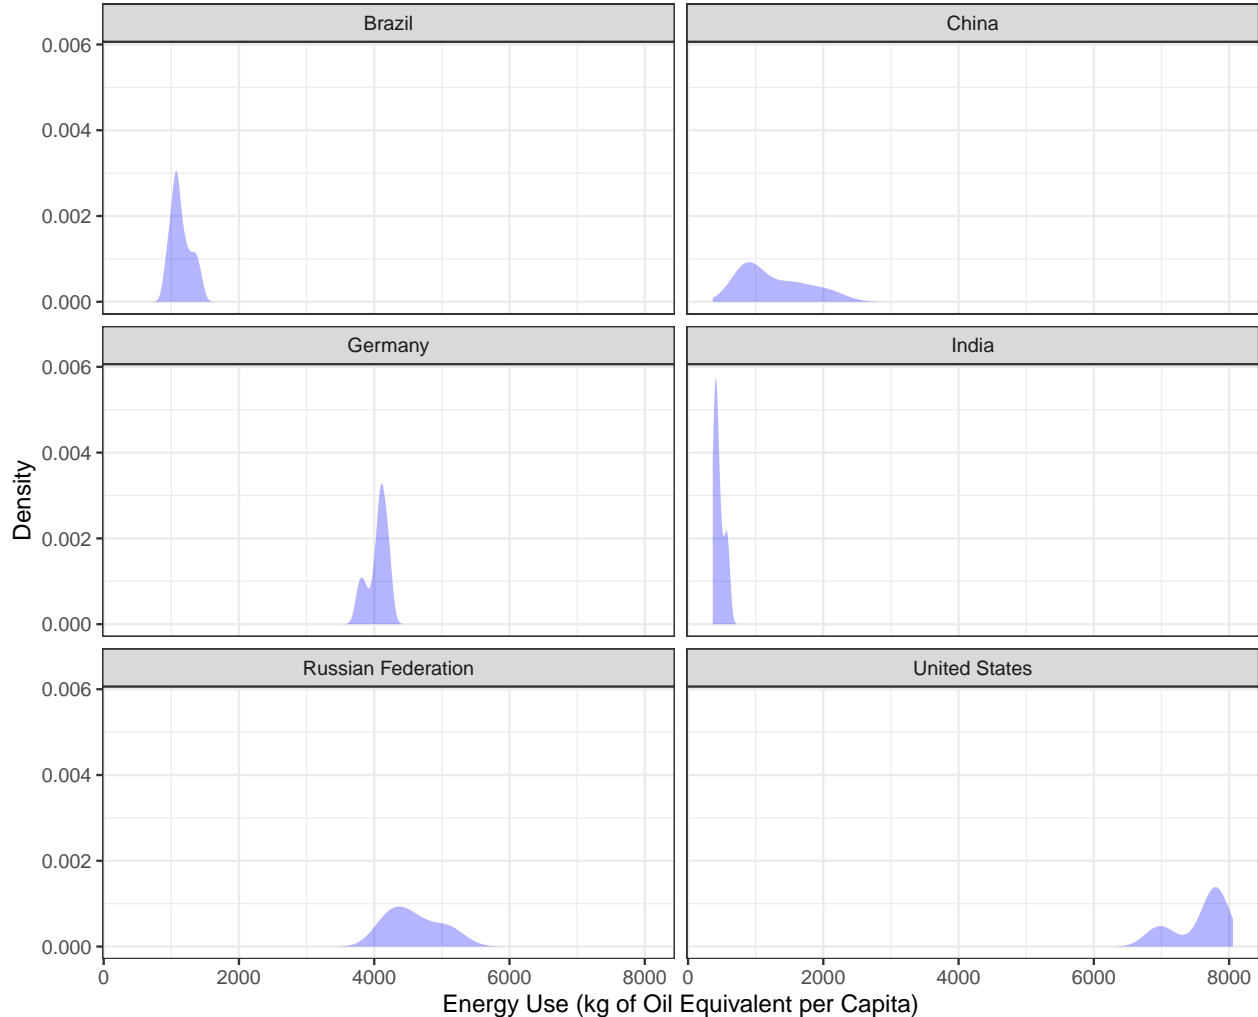 Brazil
China
0.006
0.004
0.002
0.000
Germany
India
0.006
0.004
0.002
0.000
Density
Russian Federation
United States
0.006
0.004
0.002
0.000
0 2000 4000 6000 8000
0 2000 4000 6000 8000
Energy Use (kg of Oil Equivalent per Capita)